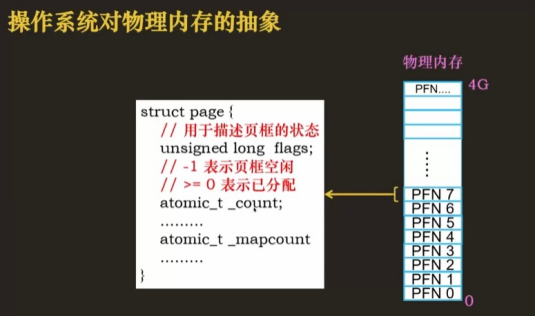 操作系统对物理内存的抽象
struct page {
// 用于描述页框的状态
unsigned long flags;
// -1 表示页框空闲
// >= 0 表示已分配
atomic_t _count;
.........
atomic_t _mapcount
.........
}
物理内存
4G
PFN....
PFN 7
PFN 6
PFN 5
PFN 4
PFN 3
PFN 2
PFN 1
PFN 0
0